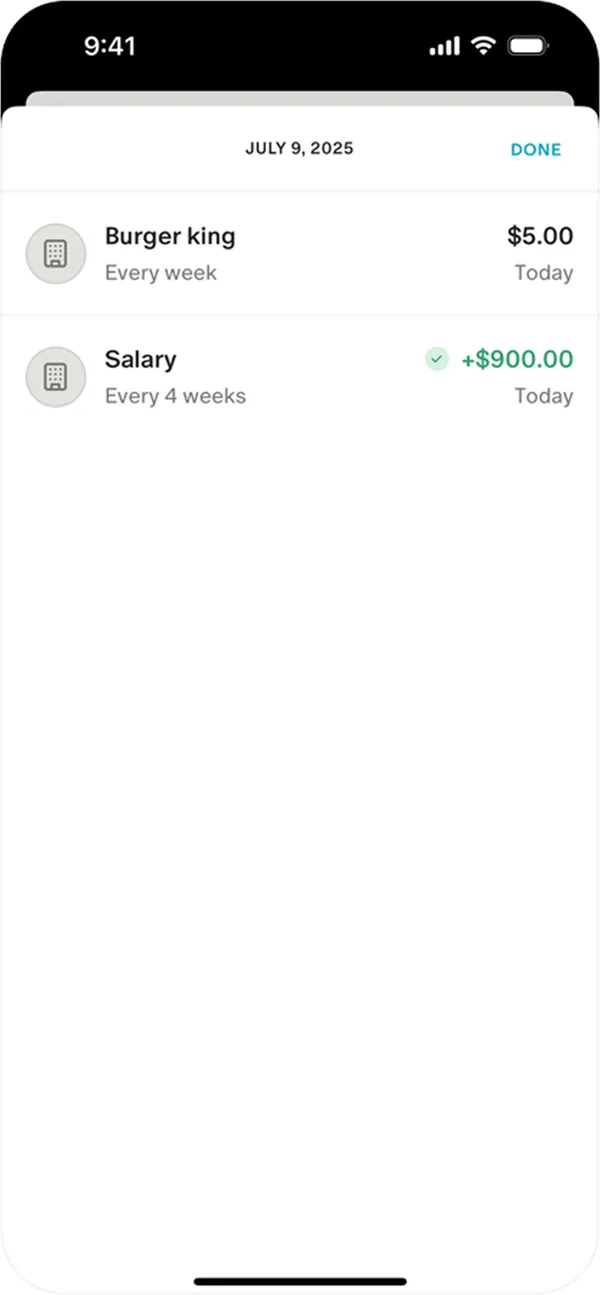 9:41
JULY 9, 2025 DONE
Burger king $5.00
Every week Today
Salary +$900.00
Every 4 weeks Today